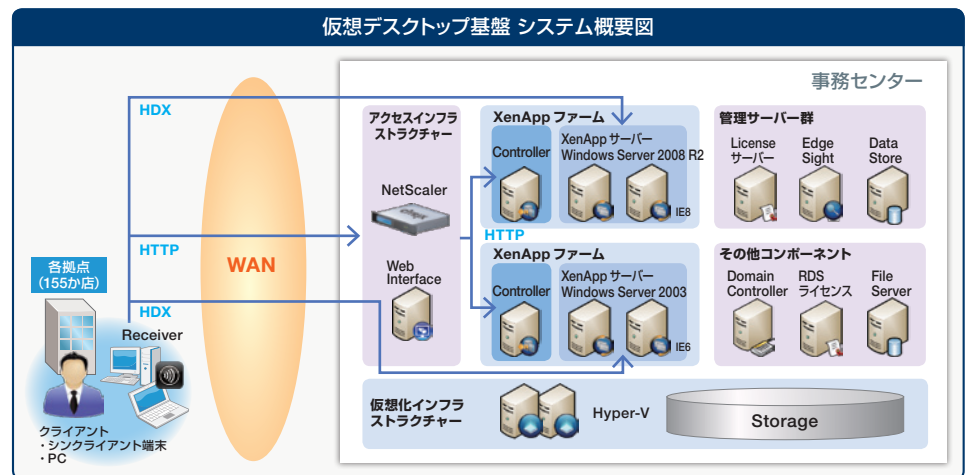 仮想デスクトップ基盤 システム概要図
事務センター
HDX
HTTP
HDX
WAN
各拠点
(155か店)
Receiver
クライアント
・シンクライアント端末
・PC
アクセスインフラ
ストラクチャー
NetScaler
Web
Interface
XenApp ファーム
Controller
XenApp サーバー
Windows Server 2008 R2
IE8
HTTP
XenApp ファーム
Controller
XenApp サーバー
Windows Server 2003
IE6
管理サーバー群
License
サーバー
Edge
Sight
Data
Store
その他コンポーネント
Domain
Controller
RDS
ライセンス
File
Server
仮想化インフラ
ストラクチャー
Hyper-V
Storage